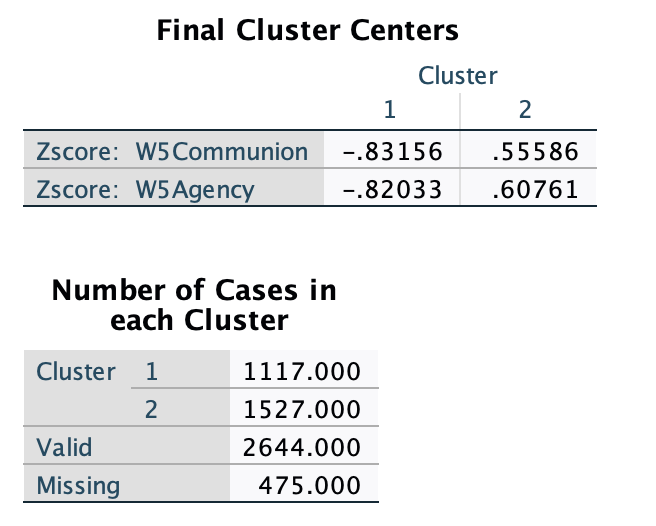 Final Cluster Centers
Cluster
1 2
Zscore: W5Communion -.83156 .55586
Zscore: W5Agency -.82033 .60761
Number of Cases in
each Cluster
Cluster 1 1117.000
2 1527.000
Valid 2644.000
Missing 475.000